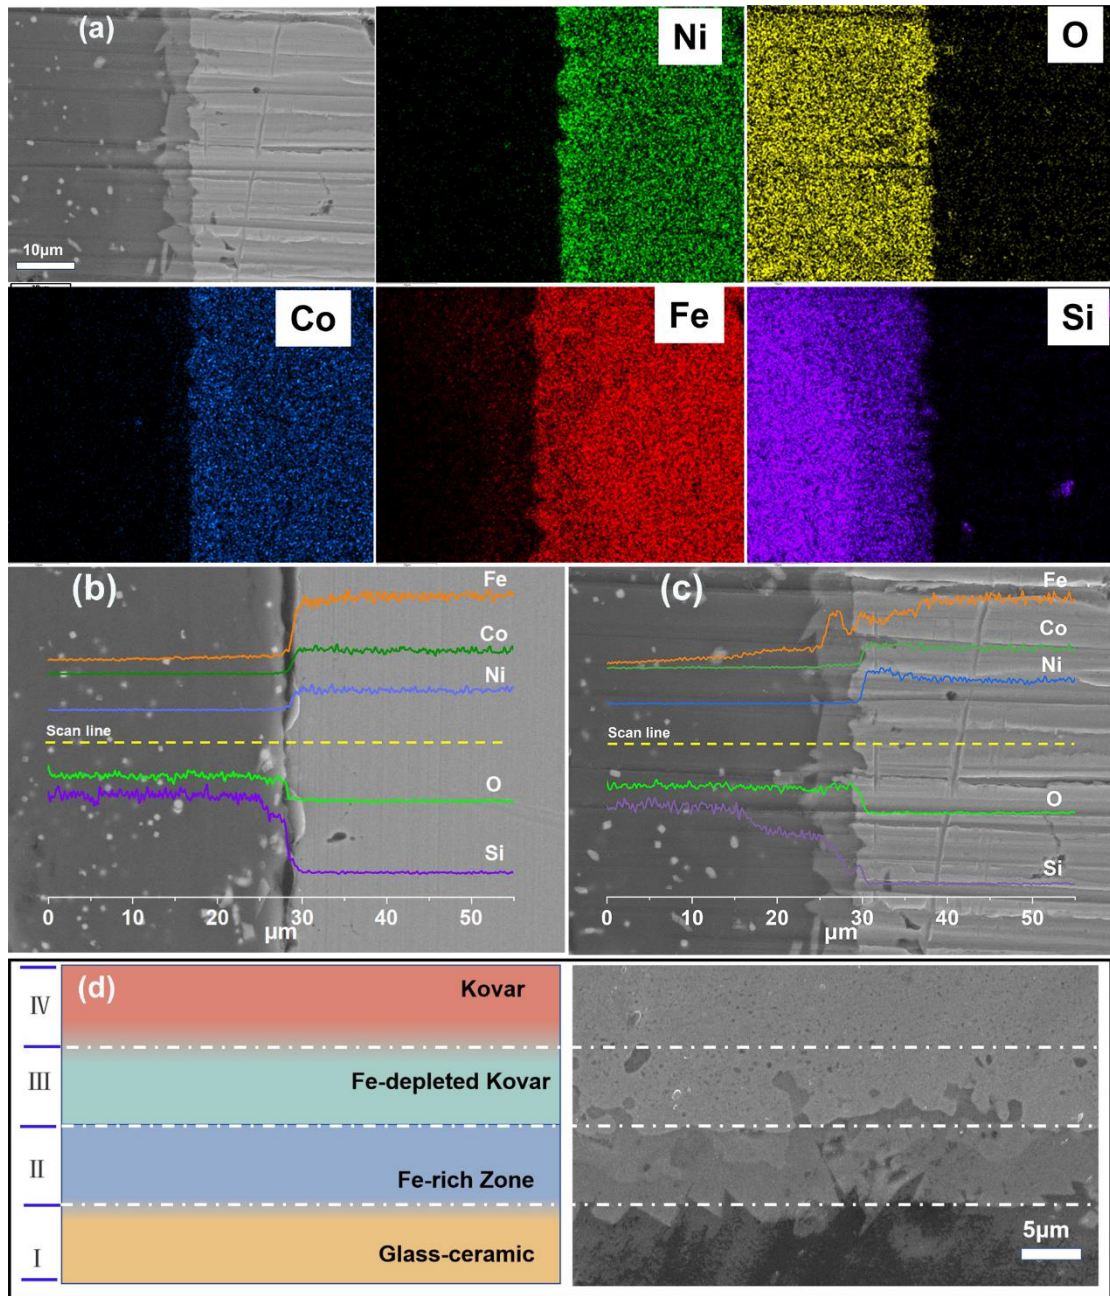 (a)
Ni
O
10μm
Co
Fe
Si
(b)
Fe
Co
Ni
Scan line
O
Si
0 10 20 30 40 50
μm
(c)
Fe
Co
Ni
Scan line
O
Si
0 10 20 30 40 50
μm
(d)
IV
Kovar
III
Fe-depleted Kovar
II
Fe-rich Zone
I
Glass-ceramic
5μm